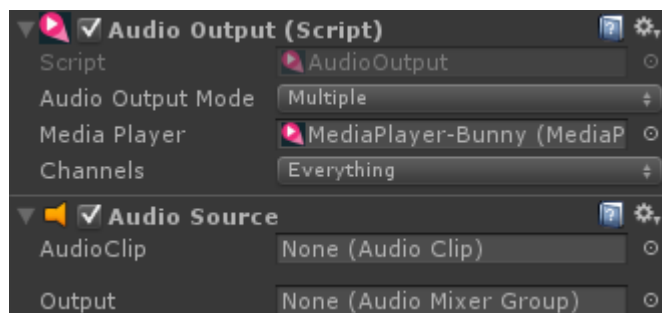 Audio Output (Script)
Script AudioOutput
Audio Output Mode Multiple
Media Player MediaPlayer-Bunny (MediaP
Channels Everything
Audio Source
AudioClip None (Audio Clip)
Output None (Audio Mixer Group)